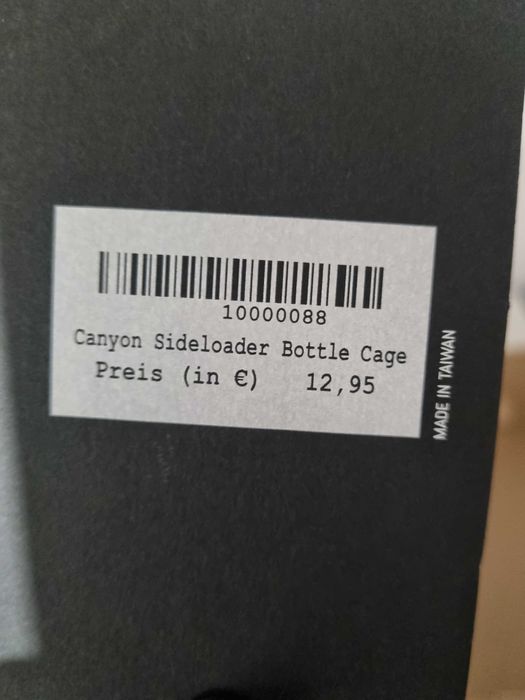 10000088
Canyon Sideloader Bottle Cage
Preis (in €) 12,95
MADE IN TAIWAN